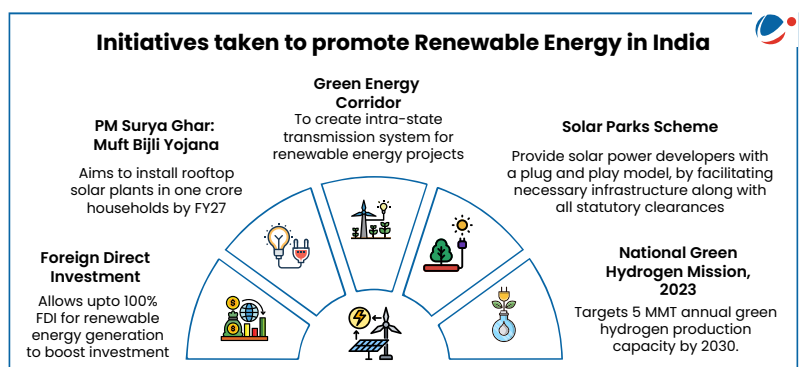 Initiatives taken to promote Renewable Energy in India
Green Energy
Corridor
To create intra-state
transmission system for
renewable energy projects
PM Surya Ghar:
Muft Bijli Yojana
Aims to install rooftop
solar plants in one crore
households by FY27
Solar Parks Scheme
Provide solar power developers with
a plug and play model, by facilitating
necessary infrastructure along with
all statutory clearances
Foreign Direct
Investment
Allows upto 100%
FDI for renewable
energy generation
to boost investment
National Green
Hydrogen Mission,
2023
Targets 5 MMT annual green
hydrogen production
capacity by 2030.